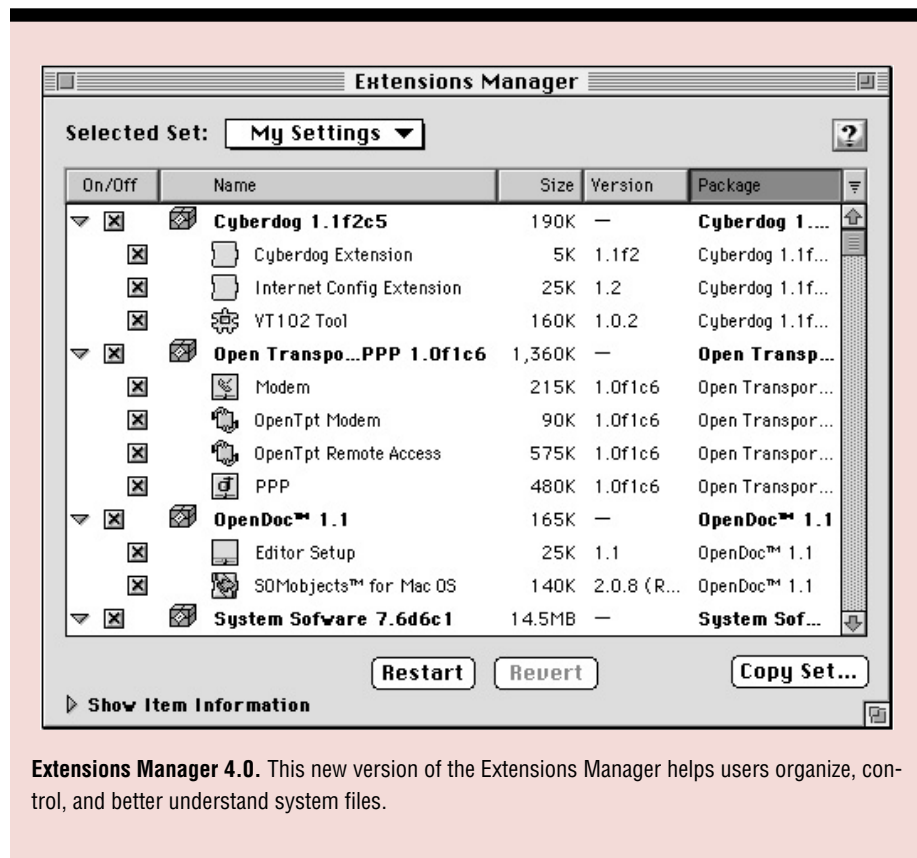 Extensions Manager
Selected Set: My Settings ?
On/Off Name Size Version Package
Cyberdog 1.1f2c5 190K — Cyberdog 1....
Cyberdog Extension 5K 1.1f2 Cyberdog 1.1f...
Internet Config Extension 25K 1.2 Cyberdog 1.1f...
VT102 Tool 160K 1.0.2 Cyberdog 1.1f...
Open Transpo...PPP 1.0f1c6 1,360K — Open Transp...
Modem 215K 1.0f1c6 Open Transpor...
OpenTpt Modem 90K 1.0f1c6 Open Transpor...
OpenTpt Remote Access 575K 1.0f1c6 Open Transpor...
PPP 480K 1.0f1c6 Open Transpor...
OpenDoc™ 1.1 165K — OpenDoc™ 1.1
Editor Setup 25K 1.1 OpenDoc™ 1.1
SOMobjects™ for Mac OS 140K 2.0.8 (R... OpenDoc™ 1.1
System Sofware 7.6d6c1 14.5MB — System Sof...
Restart Revert Copy Set...
Show Item Information
Extensions Manager 4.0. This new version of the Extensions Manager helps users organize, con-
trol, and better understand system files.